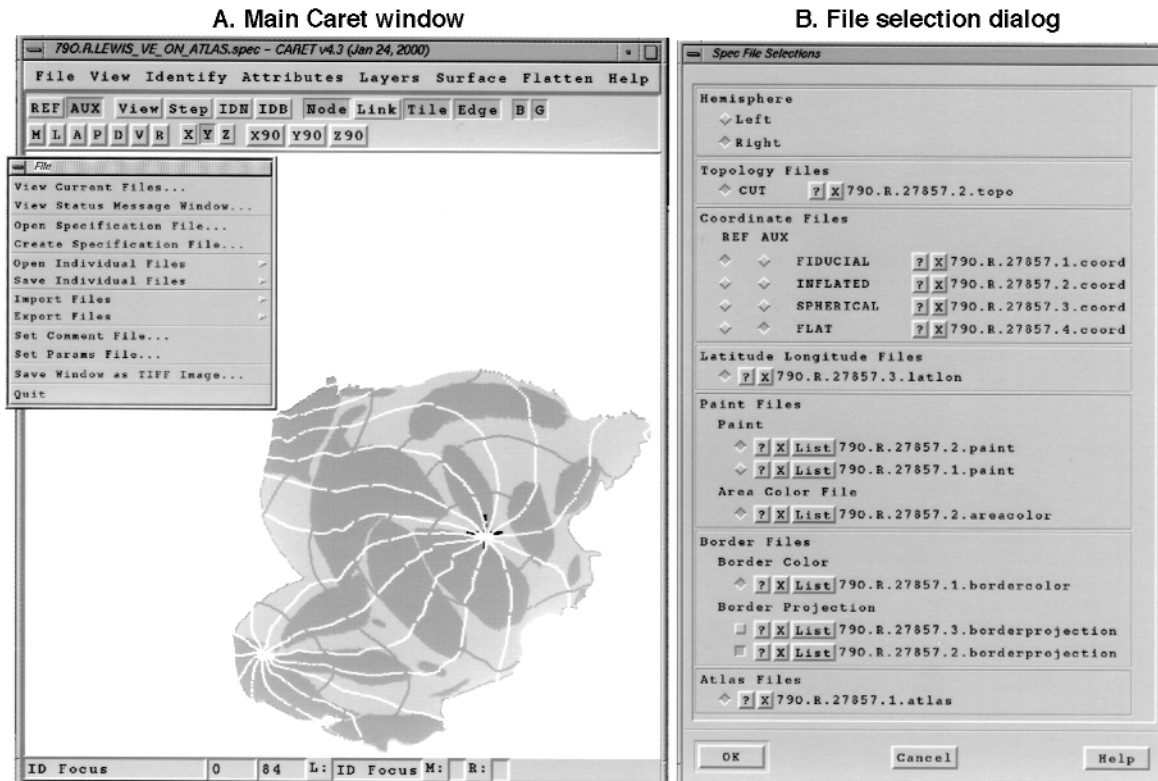 A. Main Caret window
790.R.LEWIS_VE_ON_ATLAS.spec – CARET v4.3 (Jan 24, 2000)
File View Identify Attributes Layers Surface Flatten Help
REF AUX View Step IDN IDB Node Link Tile Edge B G
M L A P D V R X Y Z X90 Y90 Z90
File
View Current Files...
View Status Message Window...
Open Specification File...
Create Specification File...
Open Individual Files
Save Individual Files
Import Files
Export Files
Set Comment File...
Set Params File...
Save Window as TIFF Image...
Quit
ID Focus 0 84 L: ID Focus M: R:
B. File selection dialog
Spec File Selections
Hemisphere
Left
Right
Topology Files
CUT ? X 790.R.27857.2.topo
Coordinate Files
REF AUX
FIDUCIAL ? X 790.R.27857.1.coord
INFLATED ? X 790.R.27857.2.coord
SPHERICAL ? X 790.R.27857.3.coord
FLAT ? X 790.R.27857.4.coord
Latitude Longitude Files
? X 790.R.27857.3.latlon
Paint Files
Paint
? X List 790.R.27857.2.paint
? X List 790.R.27857.1.paint
Area Color File
? X List 790.R.27857.2.areacolor
Border Files
Border Color
? X List 790.R.27857.1.bordercolor
Border Projection
? X List 790.R.27857.3.borderprojection
? X List 790.R.27857.2.borderprojection
Atlas Files
? X 790.R.27857.1.atlas
OK Cancel Help